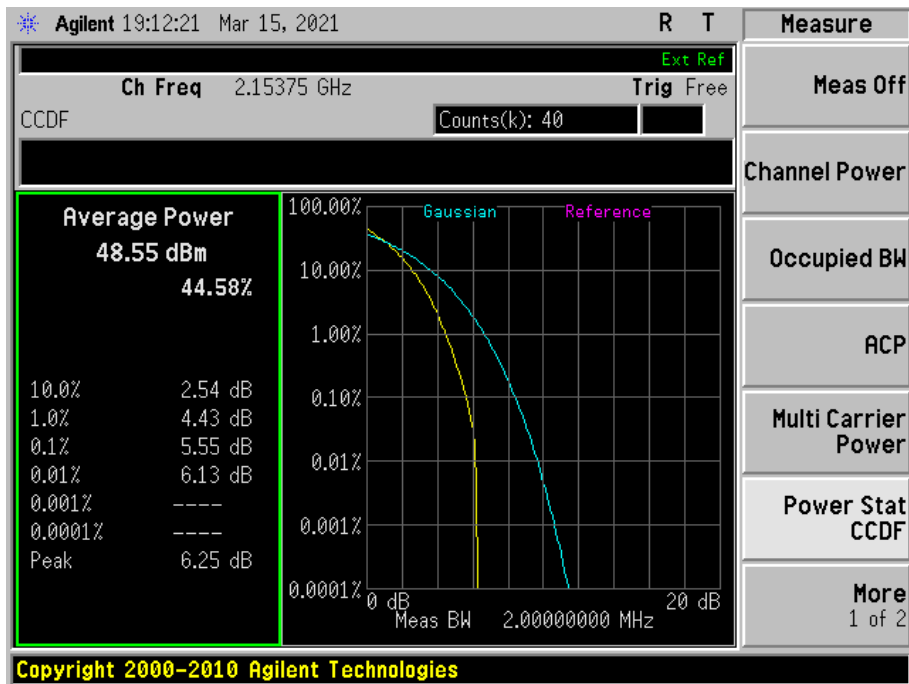 Agilent 19:12:21 Mar 15, 2021 R T
Measure
Ext Ref
Ch Freq 2.15375 GHz Trig Free
CCDF Counts(k): 40
Meas Off
Channel Power
Occupied BW
ACP
Multi Carrier
Power
Power Stat
CCDF
More
1 of 2
Average Power
48.55 dBm
44.58%
10.0% 2.54 dB
1.0% 4.43 dB
0.1% 5.55 dB
0.01% 6.13 dB
0.001% ----
0.0001% ----
Peak 6.25 dB
Gaussian Reference
100.00%
10.00%
1.00%
0.10%
0.01%
0.001%
0.0001%
0 dB 20 dB
Meas BW 2.00000000 MHz
Copyright 2000-2010 Agilent Technologies